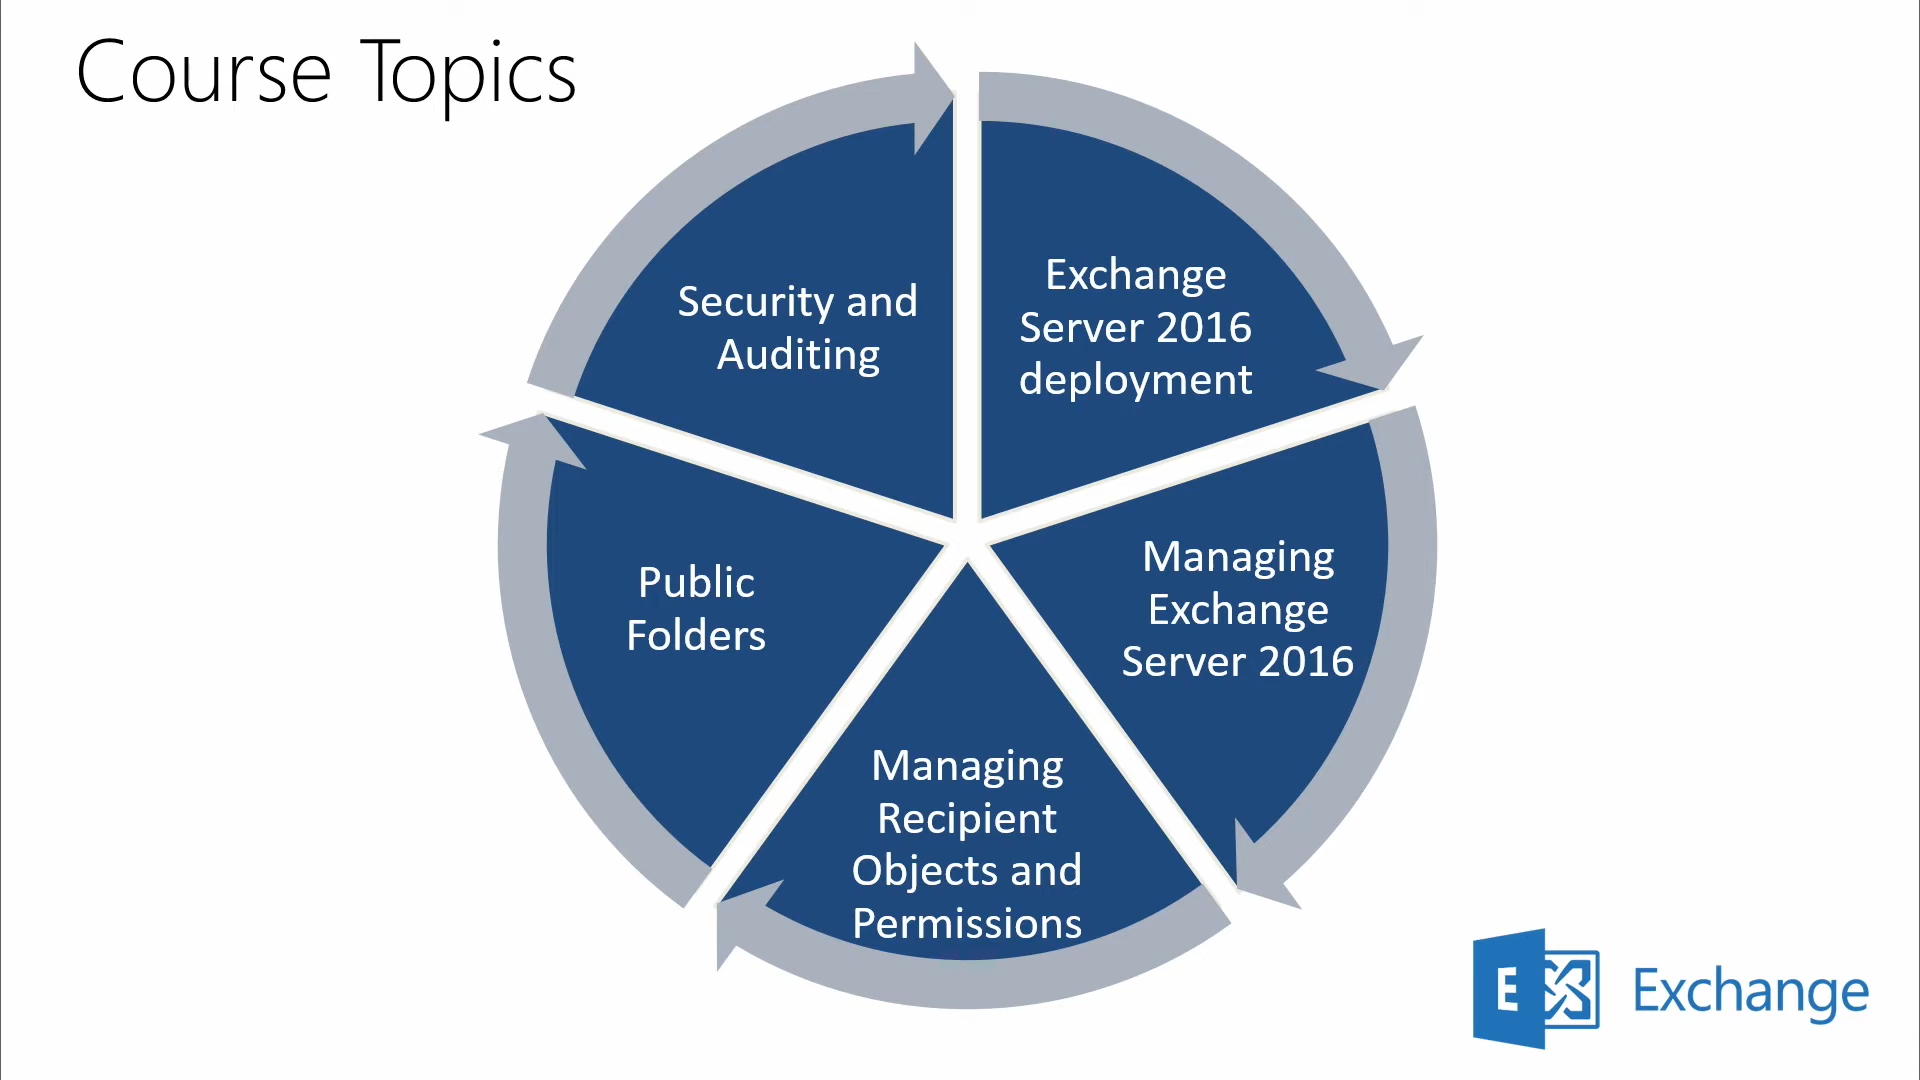 Course Topics
Exchange
Server 2016
deployment
Managing
Exchange
Server 2016
Managing
Recipient
Objects and
Permissions
Public
Folders
Security and
Auditing
E
Exchange